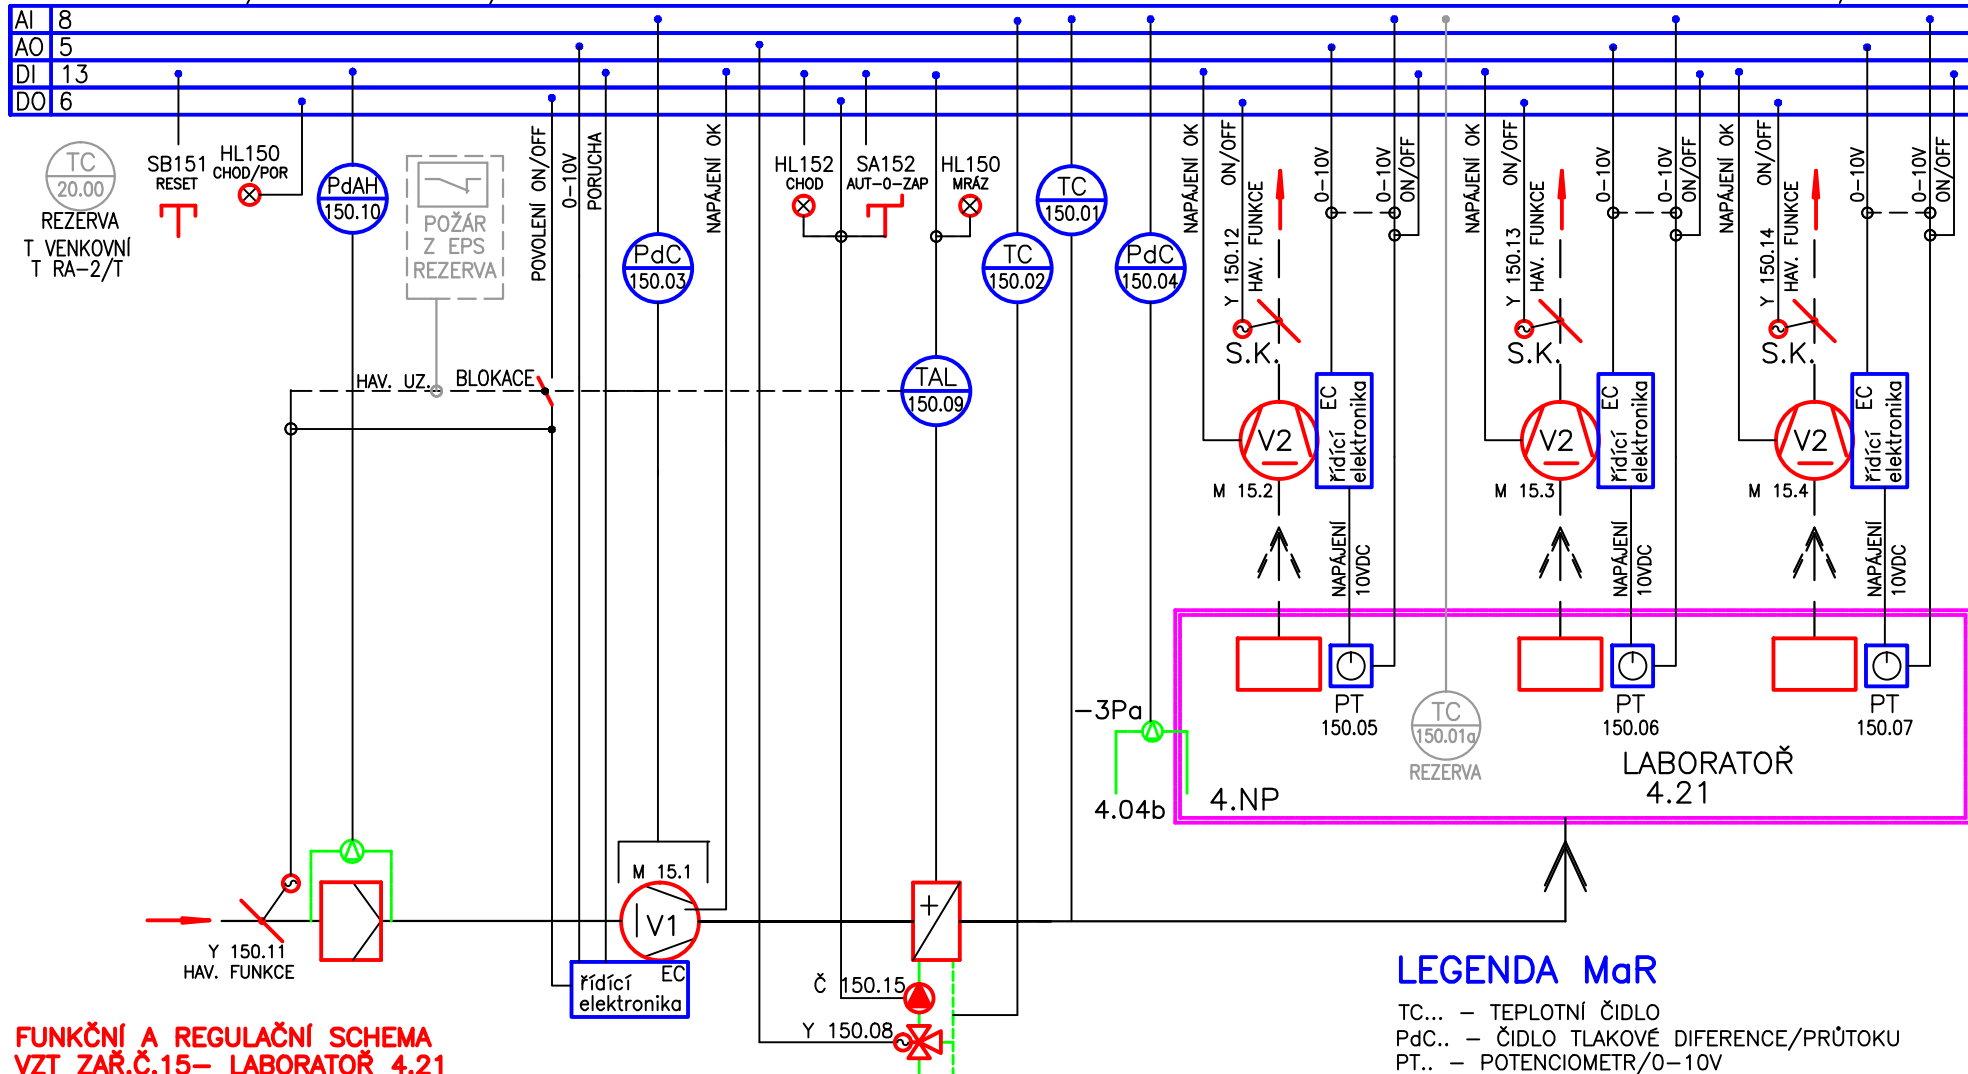 AI 8
AO 5
DI 13
DO 6
TC
20.00
REZERVA
T VENKOVNÍ
T RA-2/T
SB151
RESET
HL150
CHOD/POR
PdAH
150.10
POŽÁR
Z EPS
REZERVA
POVOLENÍ ON/OFF
0-10V
PORUCHA
PdC
150.03
NAPÁJENÍ OK
HL152
CHOD
SA152
AUT-0-ZAP
HL150
MRÁZ
TC
150.02
TC
150.01
PdC
150.04
NAPÁJENÍ OK
Y 150.12 ON/OFF
HAV. FUNKCE
0-10V
0-10V
ON/OFF
NAPÁJENÍ OK
Y 150.13 ON/OFF
HAV. FUNKCE
0-10V
0-10V
ON/OFF
NAPÁJENÍ OK
Y 150.14 ON/OFF
HAV. FUNKCE
0-10V
0-10V
ON/OFF
S.K.
S.K.
S.K.
HAV. UZ. BLOKACE
TAL
150.09
V2
EC
řídící
elektronika
M 15.2
V2
EC
řídící
elektronika
M 15.3
V2
EC
řídící
elektronika
M 15.4
NAPÁJENÍ
10VDC
NAPÁJENÍ
10VDC
NAPÁJENÍ
10VDC
-3Pa
4.04b
4.NP
PT
150.05
TC
150.01a
REZERVA
PT
150.06
PT
150.07
LABORATOŘ
4.21
M 15.1
V1
EC
řídící
elektronika
+
Y 150.11
HAV. FUNKCE
Č 150.15
Y 150.08
FUNKČNÍ A REGULAČNÍ SCHEMA
VZT ZAŘ.Č.15- LABORATOŘ 4.21
LEGENDA MaR
TC... - TEPLOTNÍ ČIDLO
PdC.. - ČIDLO TLAKOVÉ DIFERENCE/PRŮTOKU
PT.. - POTENCIOMETR/0-10V